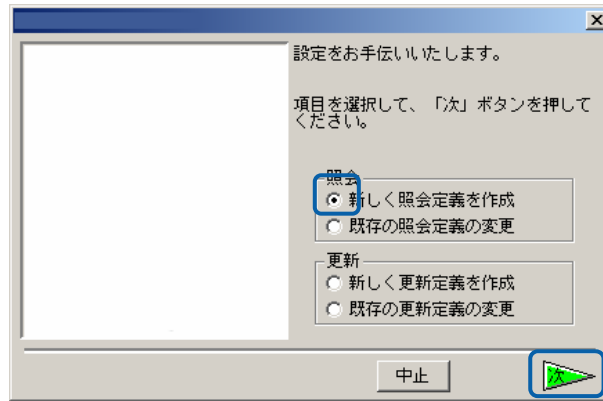 設定をお手伝いいたします。
項目を選択して、「次」ボタンを押して
ください。
照会
新しく照会定義を作成
既存の照会定義の変更
更新
新しく更新定義を作成
既存の更新定義の変更
中止
次